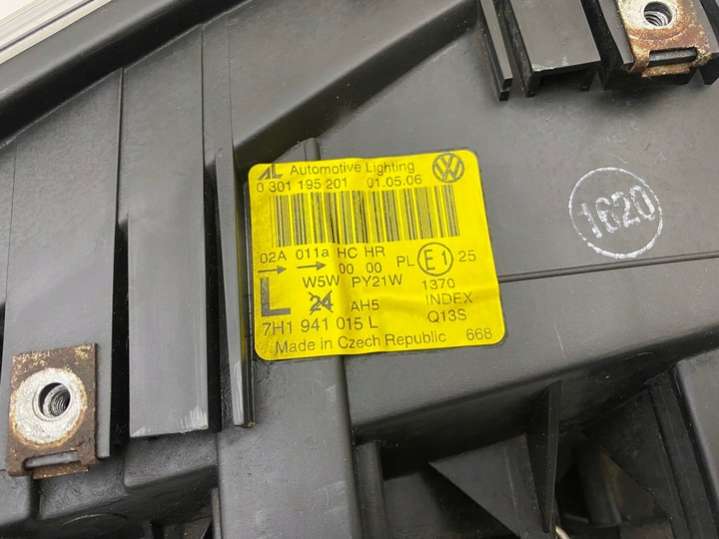 AL Automotive Lighting
0 301 195 201 01.05.06
02A 011a HC HR
→ → 00 00 PL E1 25
W5W PY21W 1370
L 24 AH5 INDEX
7H1 941 015 L Q13S
Made in Czech Republic 668
1620